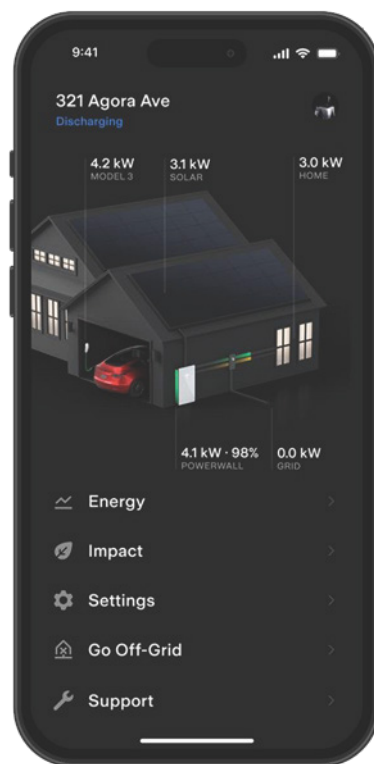 9:41
321 Agora Ave
Discharging
4.2 kW 3.1 kW 3.0 kW
MODEL 3 SOLAR HOME
4.1 kW · 98% 0.0 kW
POWERWALL GRID
Energy
Impact
Settings
Go Off-Grid
Support